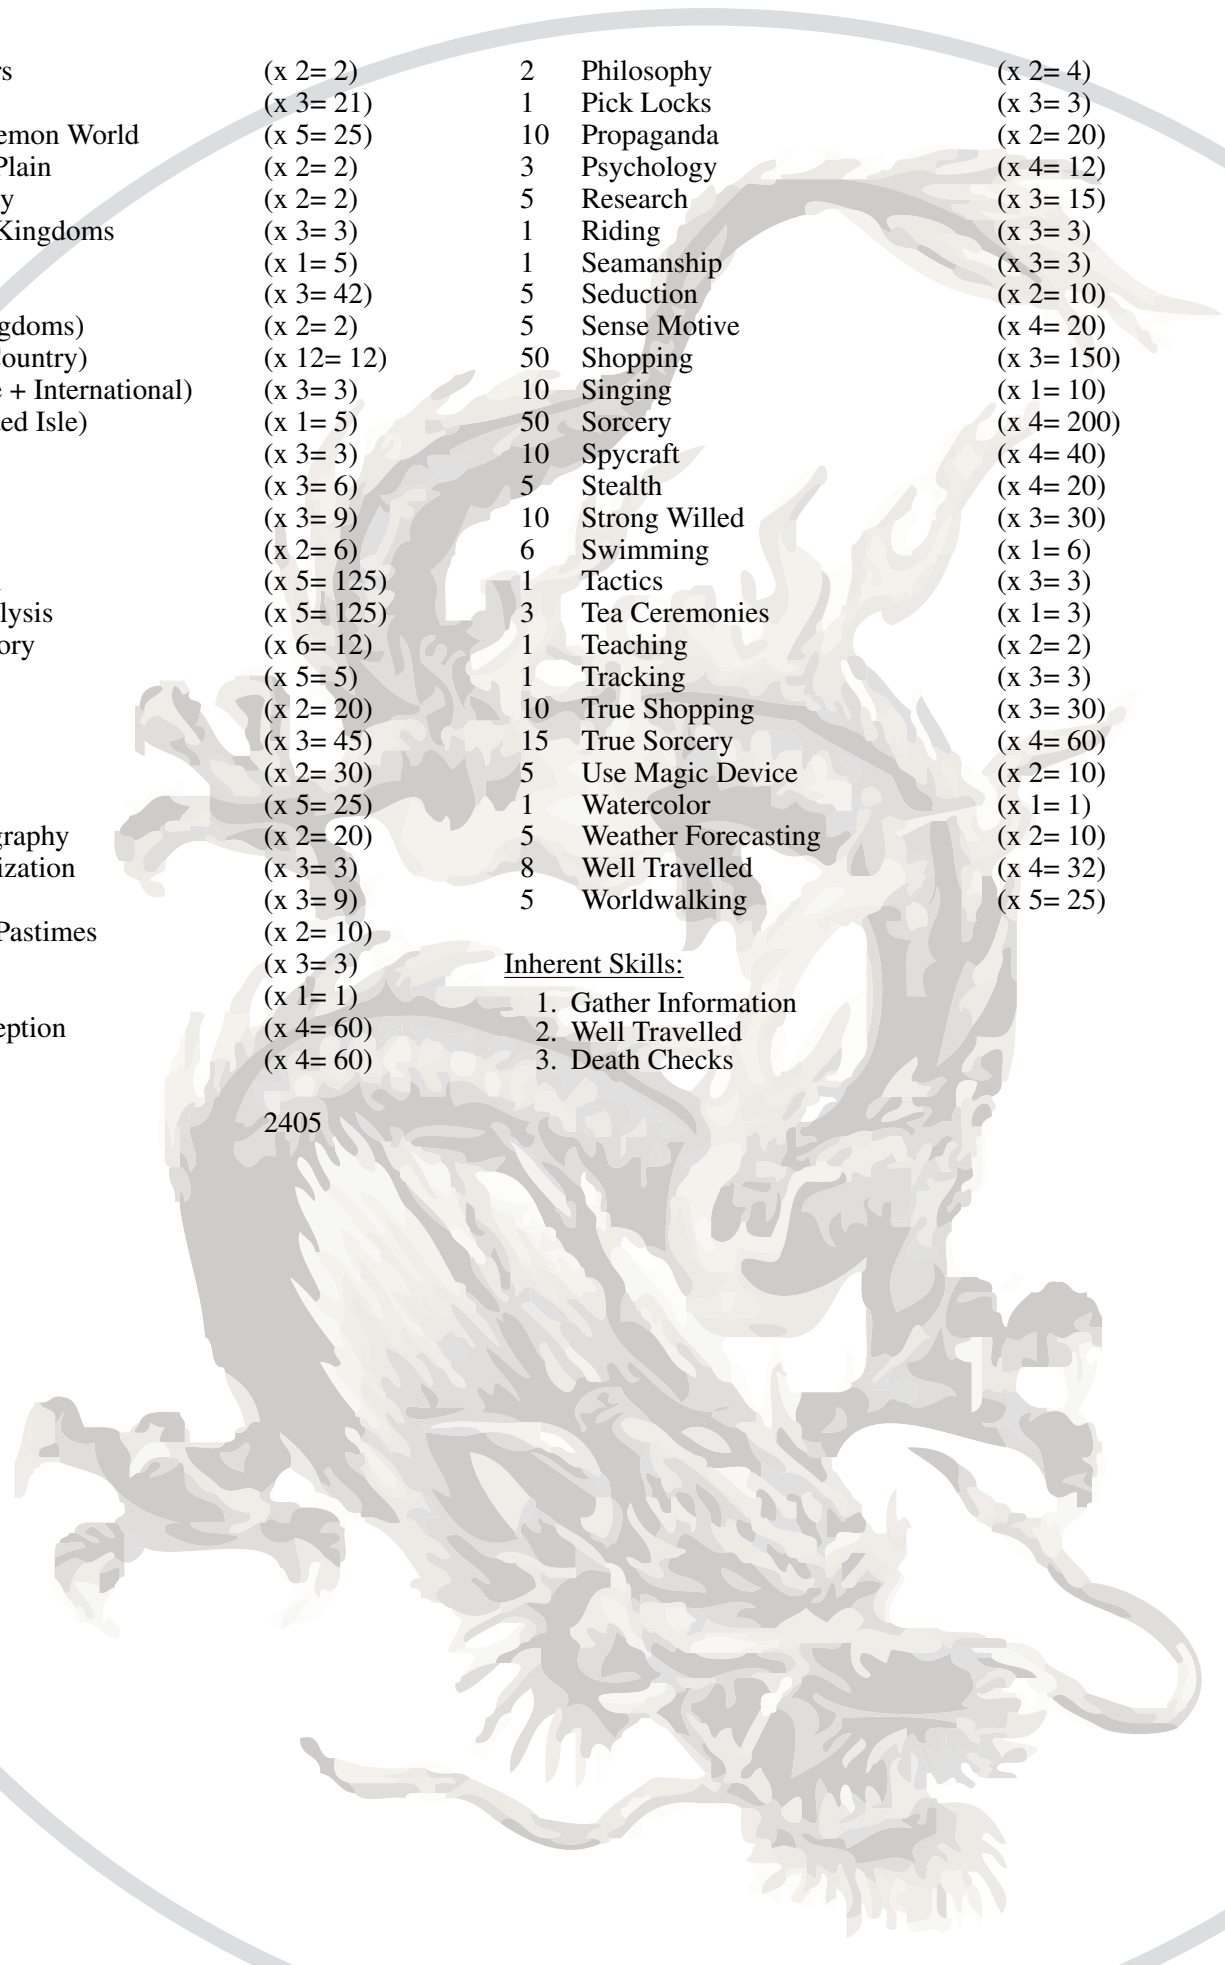 rs (x 2= 2)
(x 3= 21)
emon World (x 5= 25)
Plain (x 2= 2)
y (x 2= 2)
Kingdoms (x 3= 3)
(x 1= 5)
(x 3= 42)
gdoms) (x 2= 2)
Country) (x 12= 12)
e + International) (x 3= 3)
ed Isle) (x 1= 5)
(x 3= 3)
(x 3= 6)
(x 3= 9)
(x 2= 6)
(x 5= 125)
lysis (x 5= 125)
ory (x 6= 12)
(x 5= 5)
(x 2= 20)
(x 3= 45)
(x 2= 30)
(x 5= 25)
graphy (x 2= 20)
ization (x 3= 3)
(x 3= 9)
Pastimes (x 2= 10)
(x 3= 3)
(x 1= 1)
eption (x 4= 60)
(x 4= 60)
2405
2 Philosophy (x 2= 4)
1 Pick Locks (x 3= 3)
10 Propaganda (x 2= 20)
3 Psychology (x 4= 12)
5 Research (x 3= 15)
1 Riding (x 3= 3)
1 Seamanship (x 3= 3)
5 Seduction (x 2= 10)
5 Sense Motive (x 4= 20)
50 Shopping (x 3= 150)
10 Singing (x 1= 10)
50 Sorcery (x 4= 200)
10 Spycraft (x 4= 40)
5 Stealth (x 4= 20)
10 Strong Willed (x 3= 30)
6 Swimming (x 1= 6)
1 Tactics (x 3= 3)
3 Tea Ceremonies (x 1= 3)
1 Teaching (x 2= 2)
1 Tracking (x 3= 3)
10 True Shopping (x 3= 30)
15 True Sorcery (x 4= 60)
5 Use Magic Device (x 2= 10)
1 Watercolor (x 1= 1)
5 Weather Forecasting (x 2= 10)
8 Well Travelled (x 4= 32)
5 Worldwalking (x 5= 25)
Inherent Skills:
1. Gather Information
2. Well Travelled
3. Death Checks